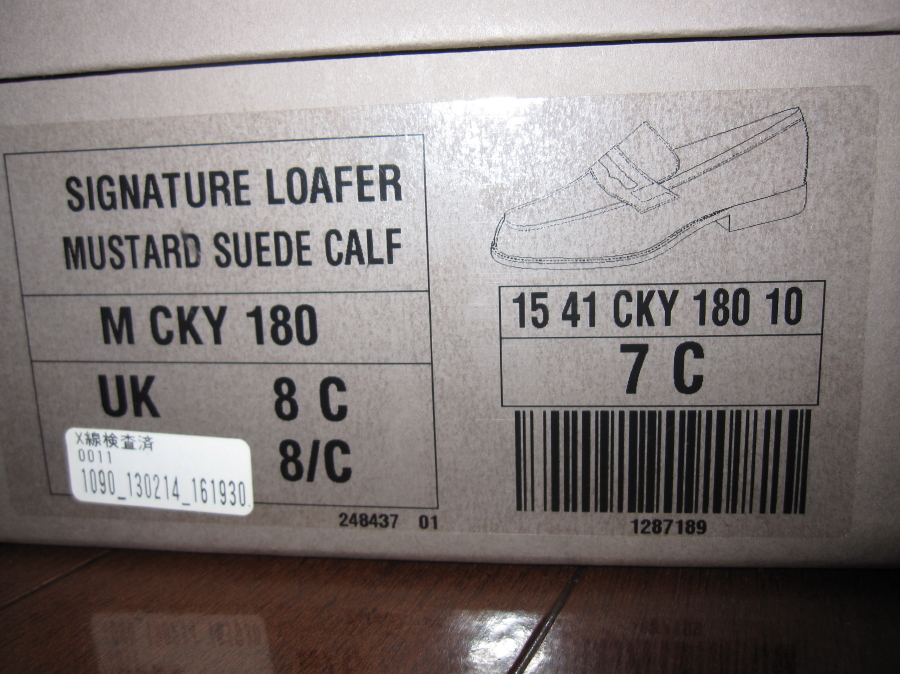 SIGNATURE LOAFER
MUSTARD SUEDE CALF
M CKY 180
UK 8 C
8/C
X線検査済
0011
1090_130214_161930
248437 01
15 41 CKY 180 10
7 C
1287189